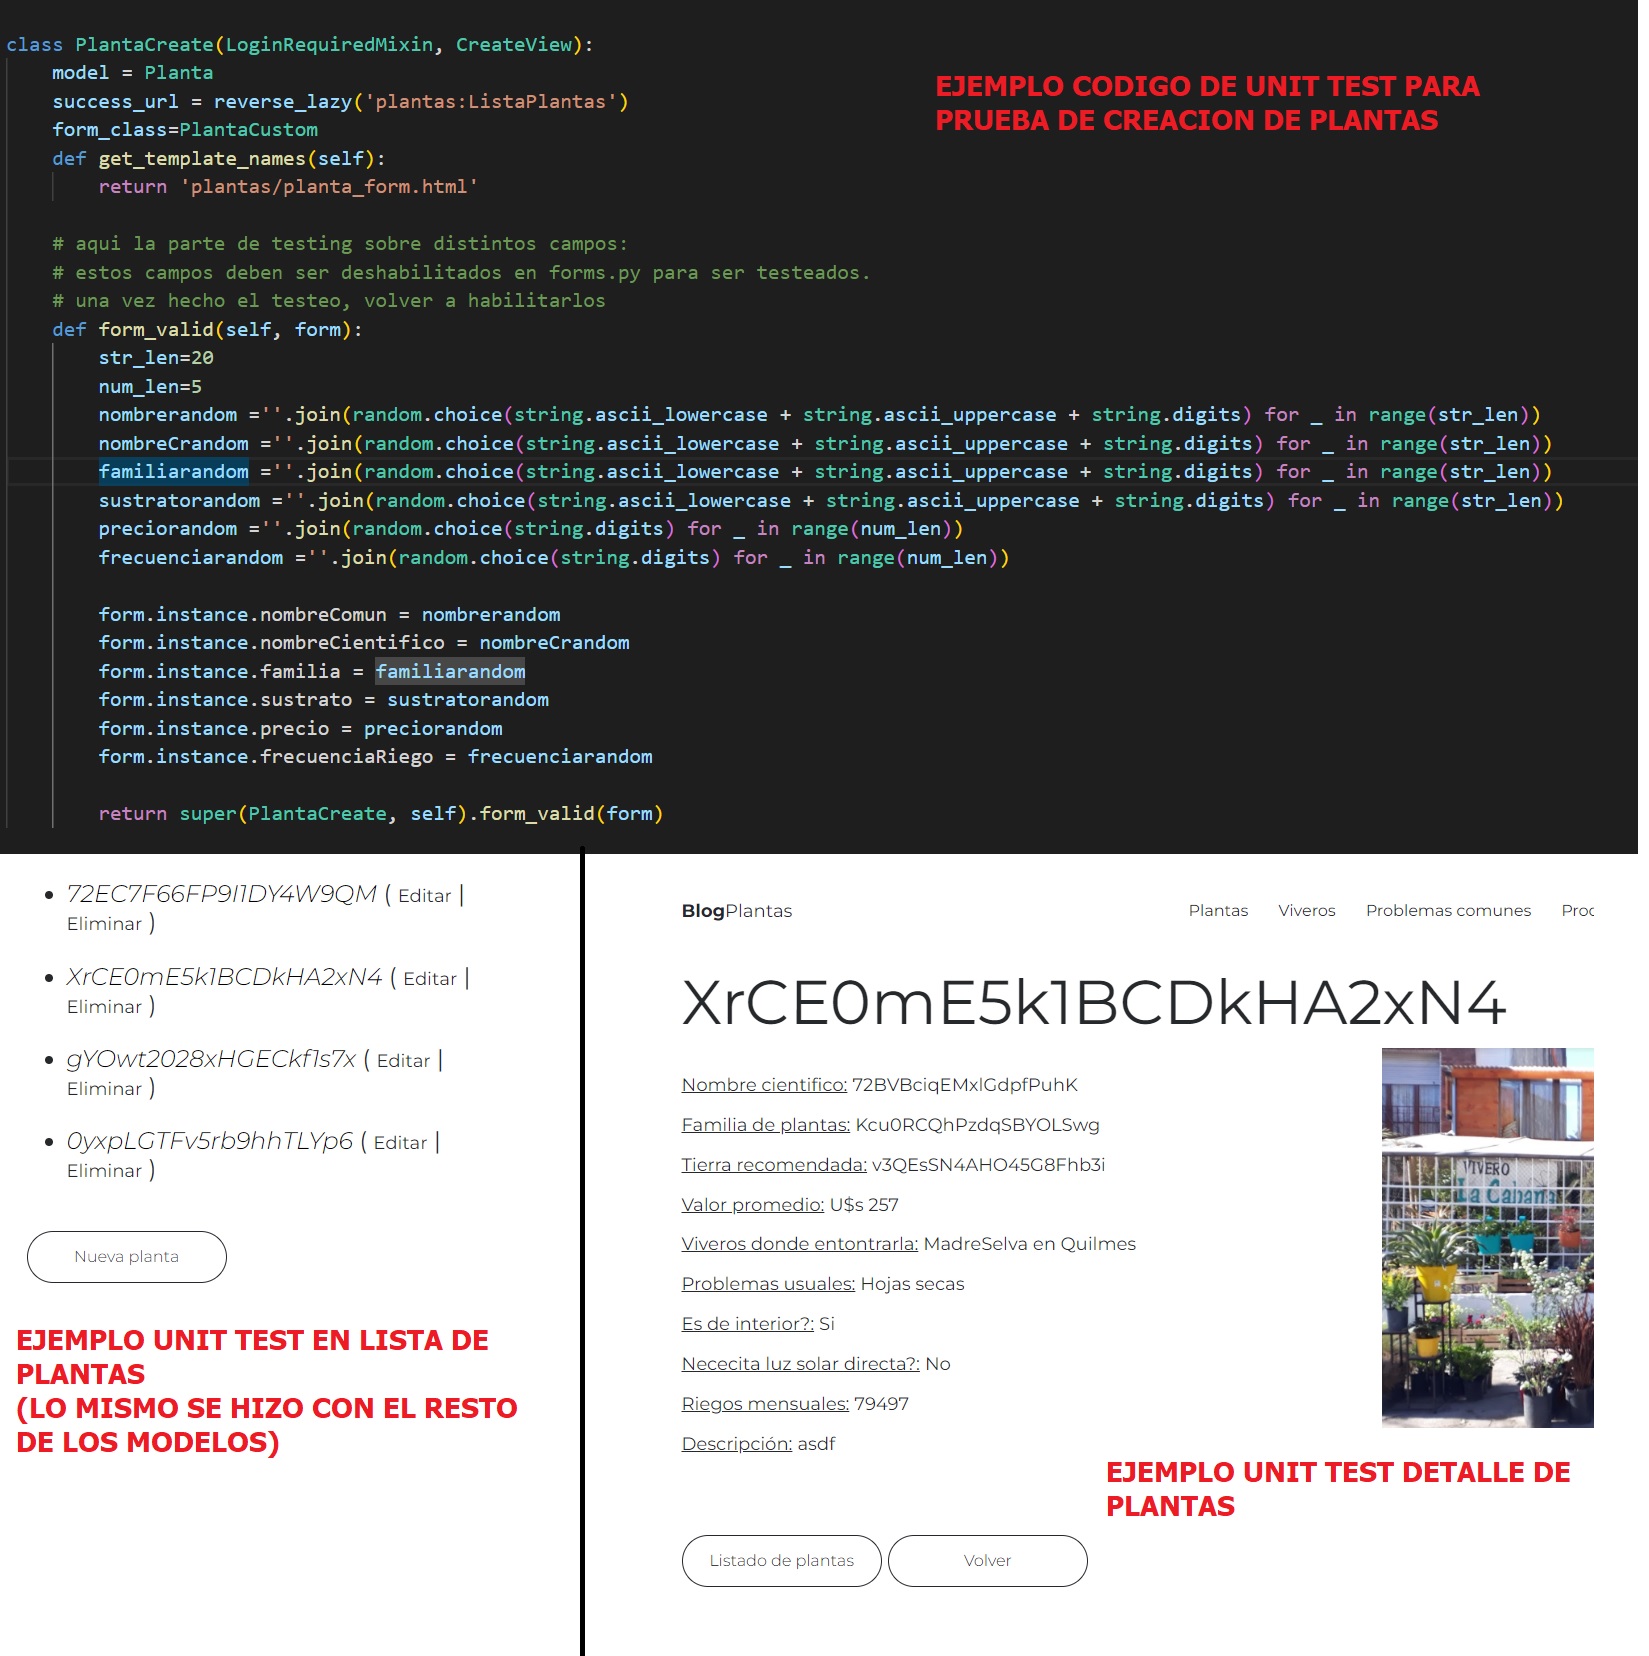 class PlantaCreate(LoginRequiredMixin, CreateView):
    model = Planta
    success_url = reverse_lazy('plantas:ListaPlantas')
    form_class=PlantaCustom
    def get_template_names(self):
        return 'plantas/planta_form.html'
EJEMPLO CODIGO DE UNIT TEST PARA
PRUEBA DE CREACION DE PLANTAS
    # aqui la parte de testing sobre distintos campos:
    # estos campos deben ser deshabilitados en forms.py para ser testeados.
    # una vez hecho el testeo, volver a habilitarlos
    def form_valid(self, form):
        str_len=20
        num_len=5
        nombrerandom =''.join(random.choice(string.ascii_lowercase + string.ascii_uppercase + string.digits) for _ in range(str_len))
        nombreCrandom =''.join(random.choice(string.ascii_lowercase + string.ascii_uppercase + string.digits) for _ in range(str_len))
        familiarandom =''.join(random.choice(string.ascii_lowercase + string.ascii_uppercase + string.digits) for _ in range(str_len))
        sustratorandom =''.join(random.choice(string.ascii_lowercase + string.ascii_uppercase + string.digits) for _ in range(str_len))
        preciorandom =''.join(random.choice(string.digits) for _ in range(num_len))
        frecuenciarandom =''.join(random.choice(string.digits) for _ in range(num_len))
        form.instance.nombreComun = nombrerandom
        form.instance.nombreCientifico = nombreCrandom
        form.instance.familia = familiarandom
        form.instance.sustrato = sustratorandom
        form.instance.precio = preciorandom
        form.instance.frecuenciaRiego = frecuenciarandom
        return super(PlantaCreate, self).form_valid(form)
72EC7F66FP9I1DY4W9QM ( Editar |
Eliminar )
XrCE0mE5k1BCDkHA2xN4 ( Editar |
Eliminar )
gYOwt2028xHGECkf1s7x ( Editar |
Eliminar )
0yxpLGTFv5rb9hhTLYp6 ( Editar |
Eliminar )
Nueva planta
EJEMPLO UNIT TEST EN LISTA DE
PLANTAS
(LO MISMO SE HIZO CON EL RESTO
DE LOS MODELOS)
BlogPlantas
Plantas Viveros Problemas comunes Proc
XrCE0mE5k1BCDkHA2xN4
Nombre cientifico: 72BVBciqEMxlGdpfPuhK
Familia de plantas: Kcu0RCQhPzdqSBYOLSwg
Tierra recomendada: v3QEsSN4AHO45G8Fhb3i
Valor promedio: U$s 257
Viveros donde entontrarla: MadreSelva en Quilmes
Problemas usuales: Hojas secas
Es de interior?: Si
Nececita luz solar directa?: No
Riegos mensuales: 79497
Descripción: asdf
VIVERO
La Cabana
EJEMPLO UNIT TEST DETALLE DE
PLANTAS
Listado de plantas
Volver